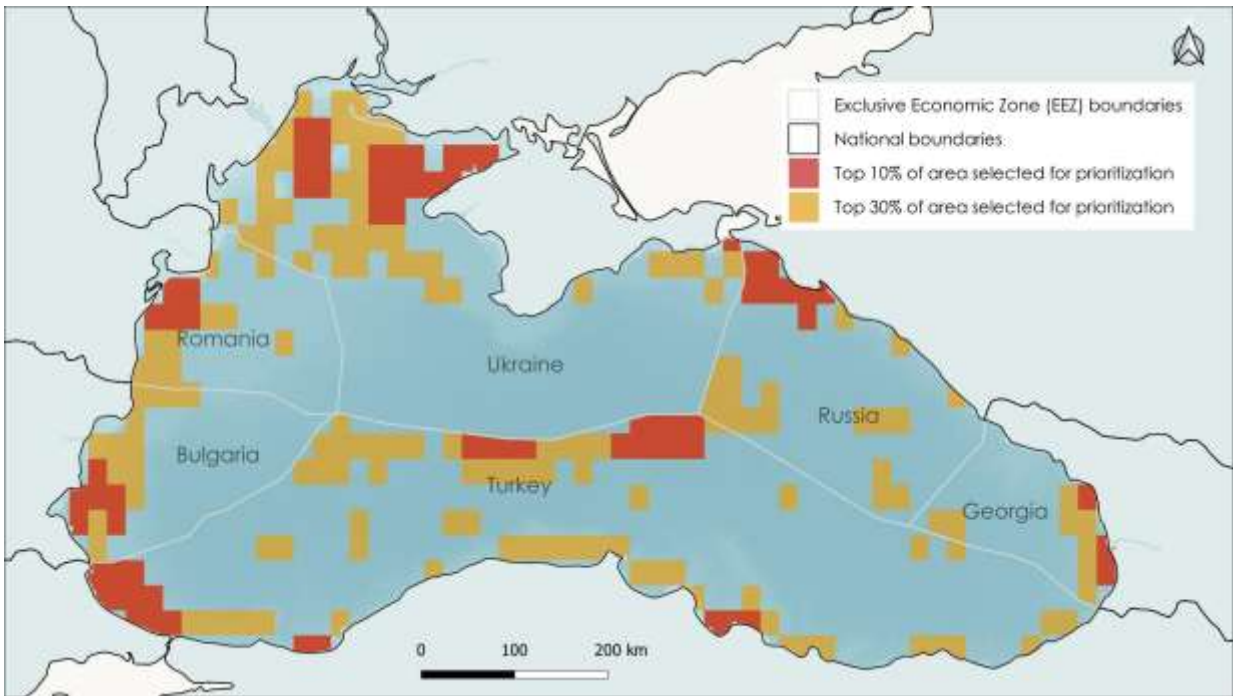 Exclusive Economic Zone (EEZ) boundaries
National boundaries
Top 10% of area selected for prioritization
Top 30% of area selected for prioritization
Romania
Ukraine
Russia
Bulgaria
Turkey
Georgia
0 100 200 km